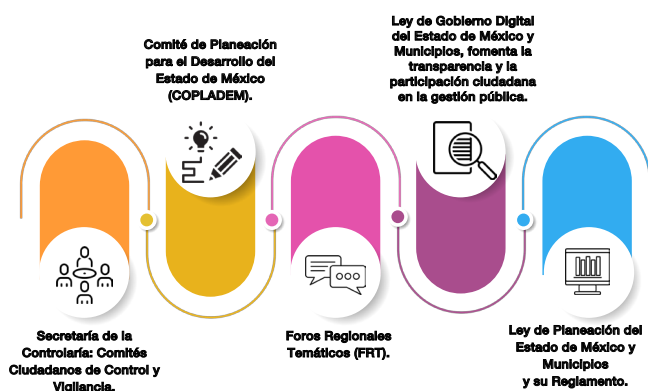 Secretaría de la
Controlaría: Comités
Ciudadanos de Control y
Vigilancia.
Comité de Planeación
para el Desarrollo del
Estado de México
(COPLADEM).
Foros Regionales
Temáticos (FRT).
Ley de Gobierno Digital
del Estado de México y
Municipios, fomenta la
transparencia y la
participación ciudadana
en la gestión pública.
Ley de Planeación del
Estado de México y
Municipios
y su Reglamento.